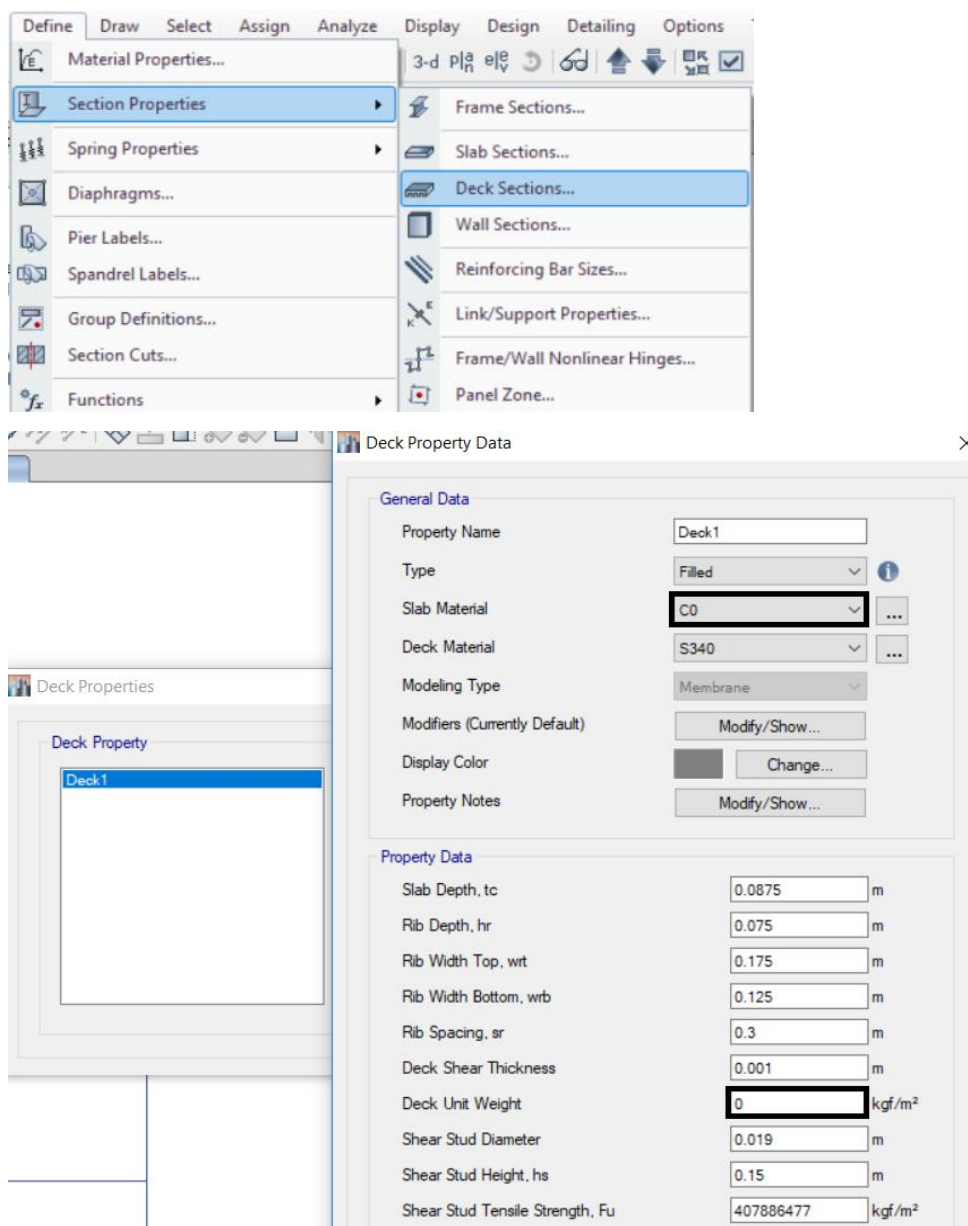 Define Draw Select Assign Analyze Display Design Detailing Options
Material Properties...
Section Properties
Spring Properties
Diaphragms...
Pier Labels...
Spandrel Labels...
Group Definitions...
Section Cuts...
Functions
3-d
Frame Sections...
Slab Sections...
Deck Sections...
Wall Sections...
Reinforcing Bar Sizes...
Link/Support Properties...
Frame/Wall Nonlinear Hinges...
Panel Zone...
Deck Properties
Deck Property
Deck1
Deck Property Data
General Data
Property Name Deck1
Type Filled
Slab Material C0 ...
Deck Material S340 ...
Modeling Type Membrane
Modifiers (Currently Default) Modify/Show...
Display Color Change...
Property Notes Modify/Show...
Property Data
Slab Depth, tc 0.0875 m
Rib Depth, hr 0.075 m
Rib Width Top, wrt 0.175 m
Rib Width Bottom, wrb 0.125 m
Rib Spacing, sr 0.3 m
Deck Shear Thickness 0.001 m
Deck Unit Weight 0 kgf/m²
Shear Stud Diameter 0.019 m
Shear Stud Height, hs 0.15 m
Shear Stud Tensile Strength, Fu 407886477 kgf/m²